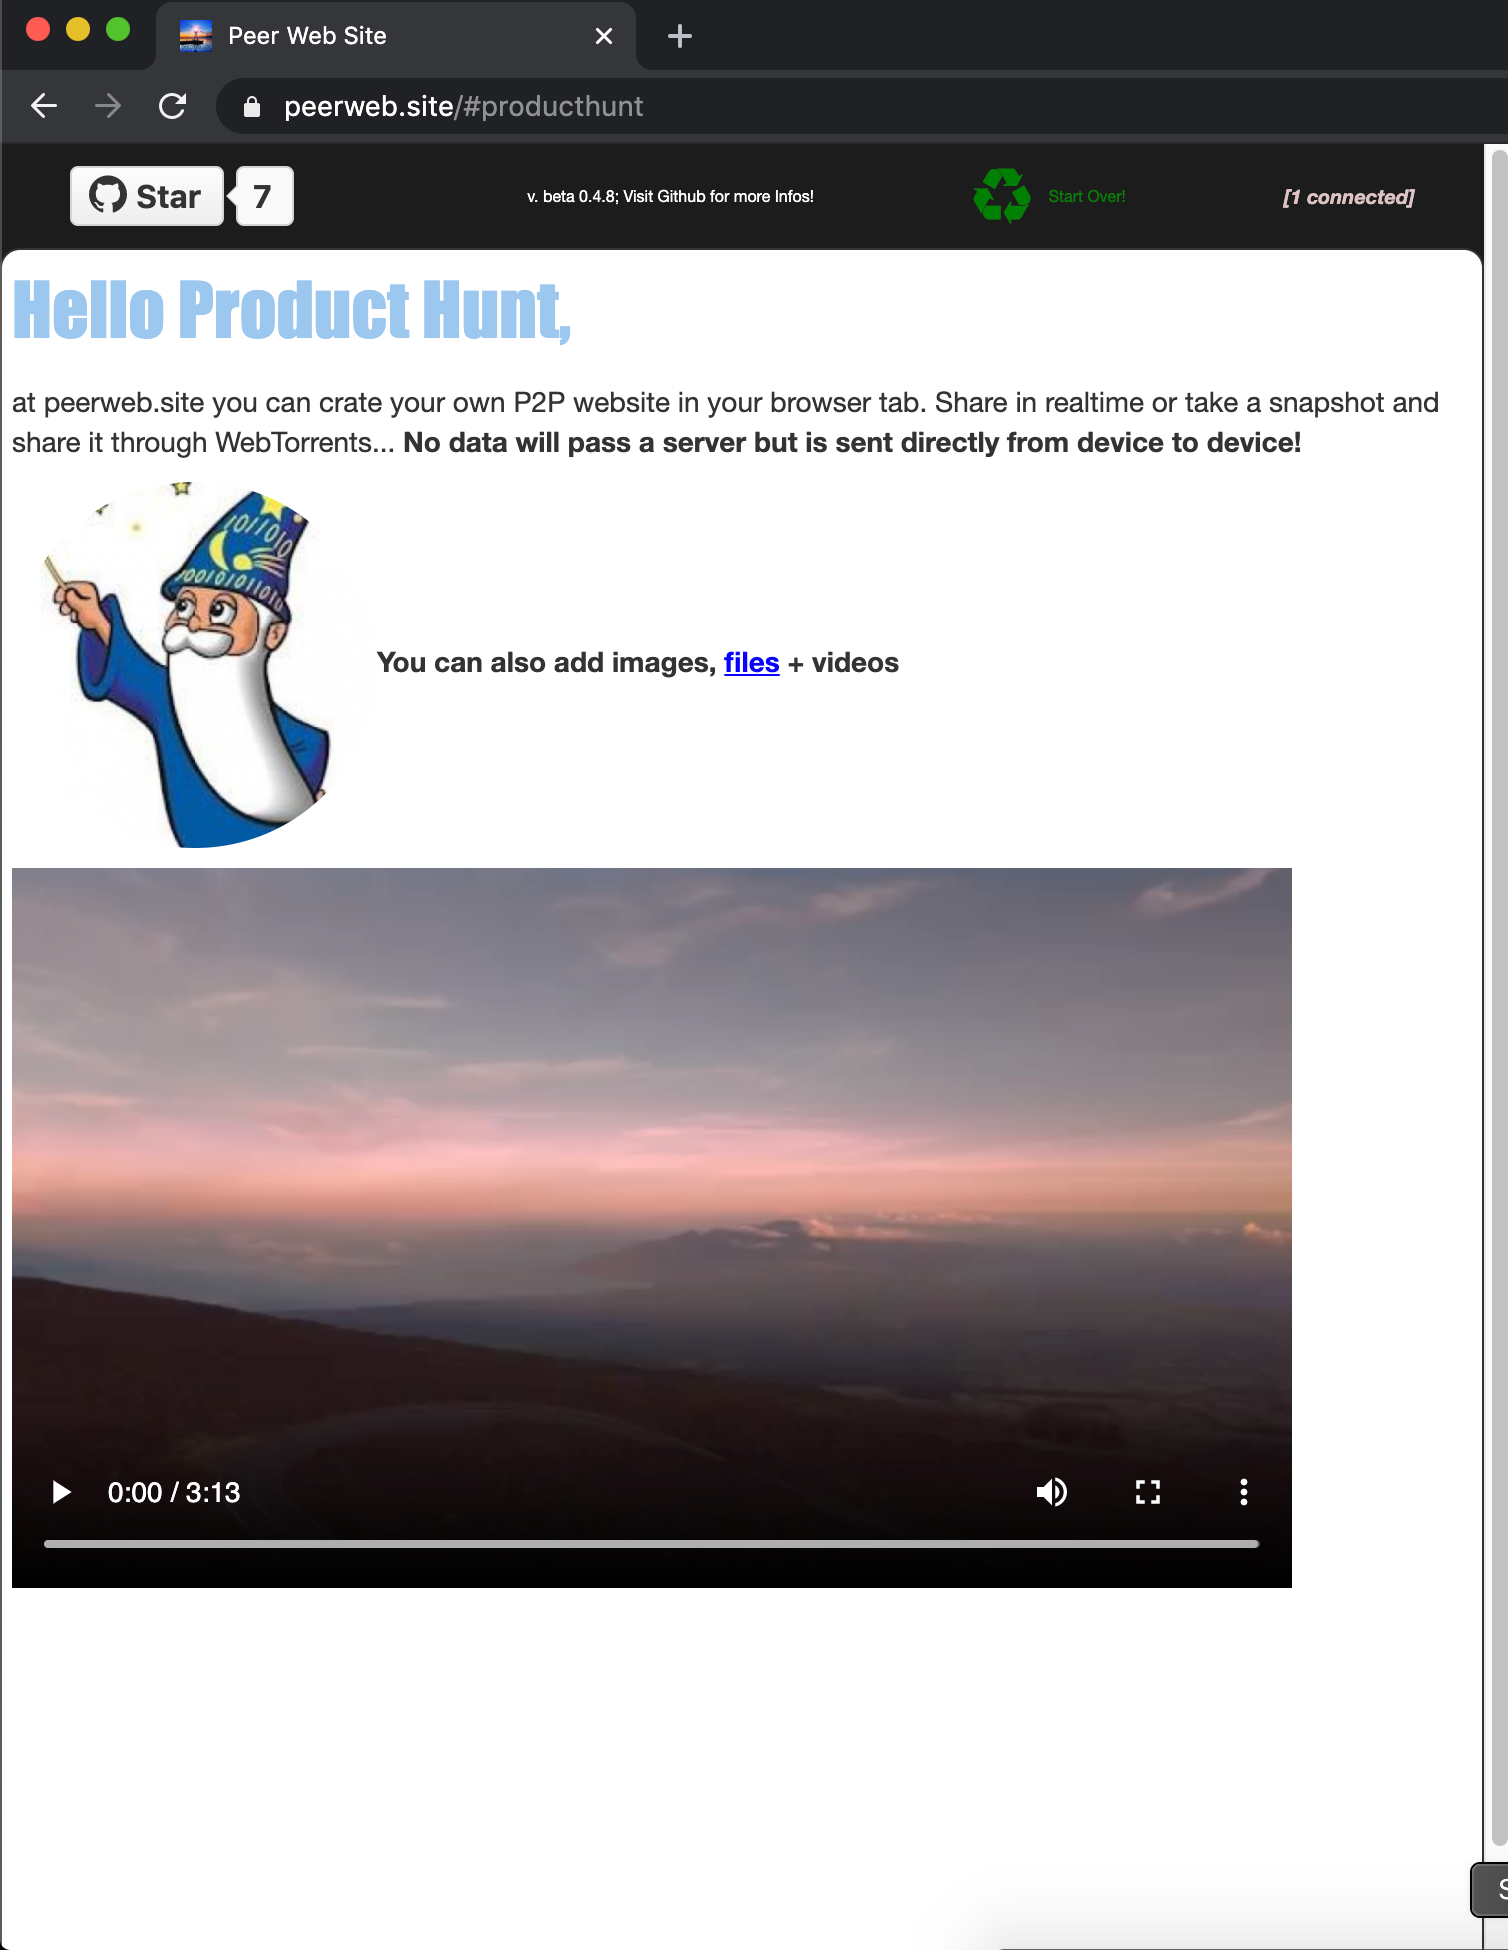 Peer Web Site
peerweb.site/#producthunt
Star 7
v. beta 0.4.8; Visit Github for more Infos!
Start Over!
[1 connected]
Hello Product Hunt,
at peerweb.site you can crate your own P2P website in your browser tab. Share in realtime or take a snapshot and
share it through WebTorrents... No data will pass a server but is sent directly from device to device!
1011010
100101011010
You can also add images, files + videos
0:00 / 3:13